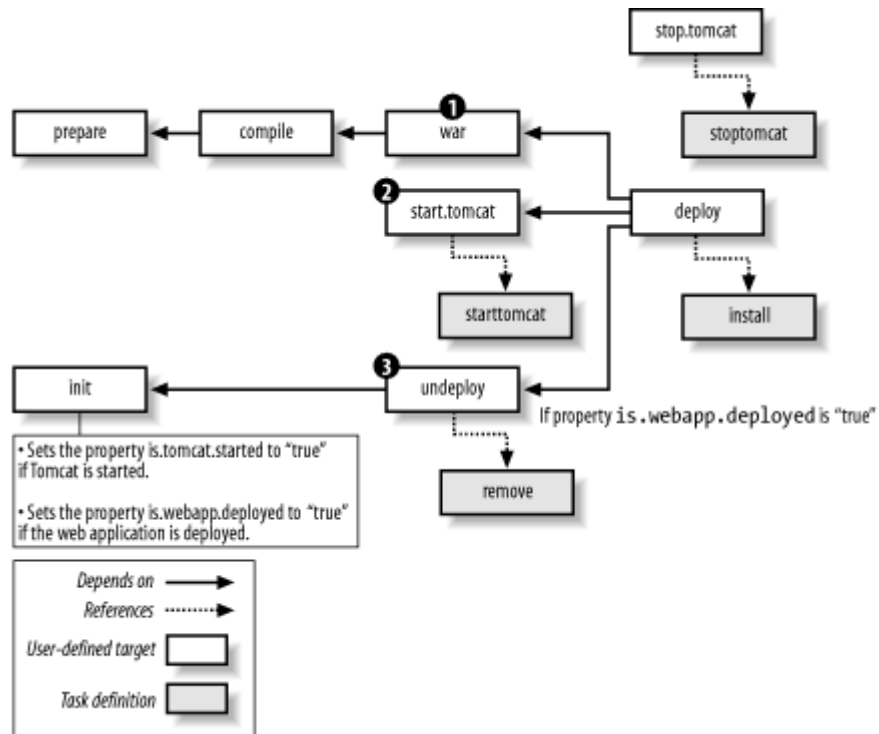 stop.tomcat
1
prepare
compile
war
stoptomcat
2
start.tomcat
deploy
starttomcat
install
3
init
undeploy
If property is.webapp.deployed is “true”
• Sets the property is.tomcat.started to “true”
if Tomcat is started.
• Sets the property is.webapp.deployed to “true”
if the web application is deployed.
remove
Depends on
References
User-defined target
Task definition